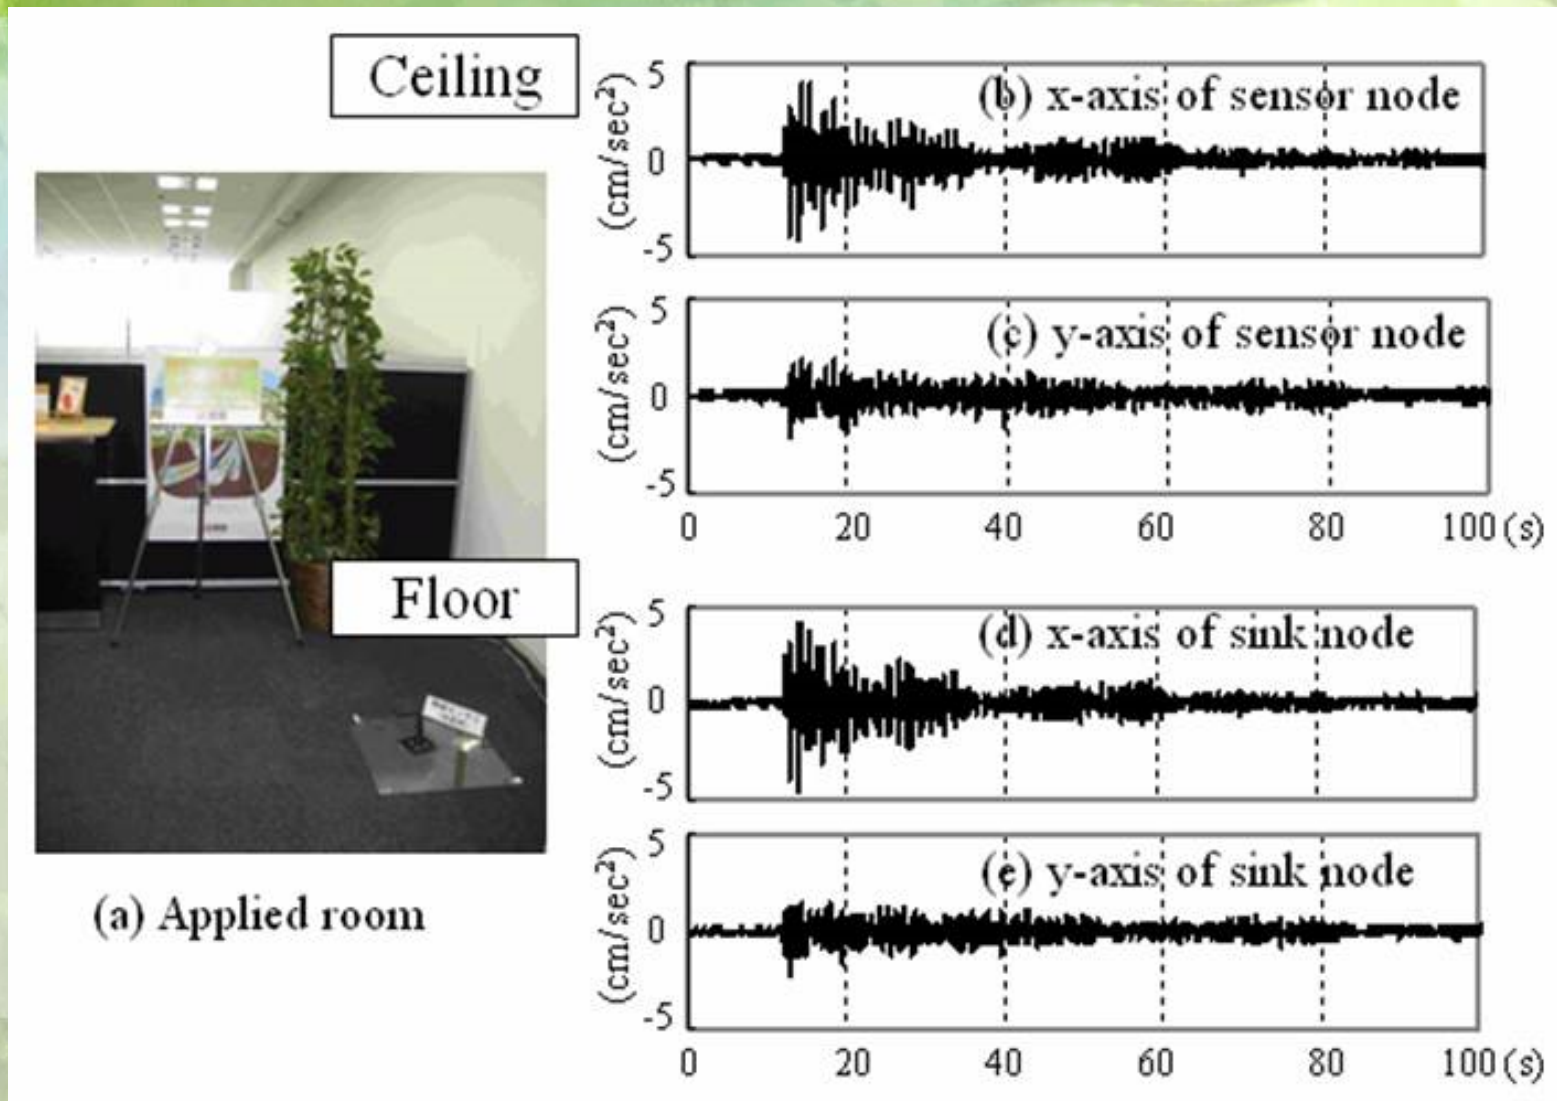 Ceiling
5
0
-5
(cm/sec²)
(b) x-axis of sensor node
5
0
-5
(cm/sec²)
(c) y-axis of sensor node
0 20 40 60 80 100 (s)
Floor
5
0
-5
(cm/sec²)
(d) x-axis of sink node
5
0
-5
(cm/sec²)
(e) y-axis of sink node
0 20 40 60 80 100 (s)
(a) Applied room